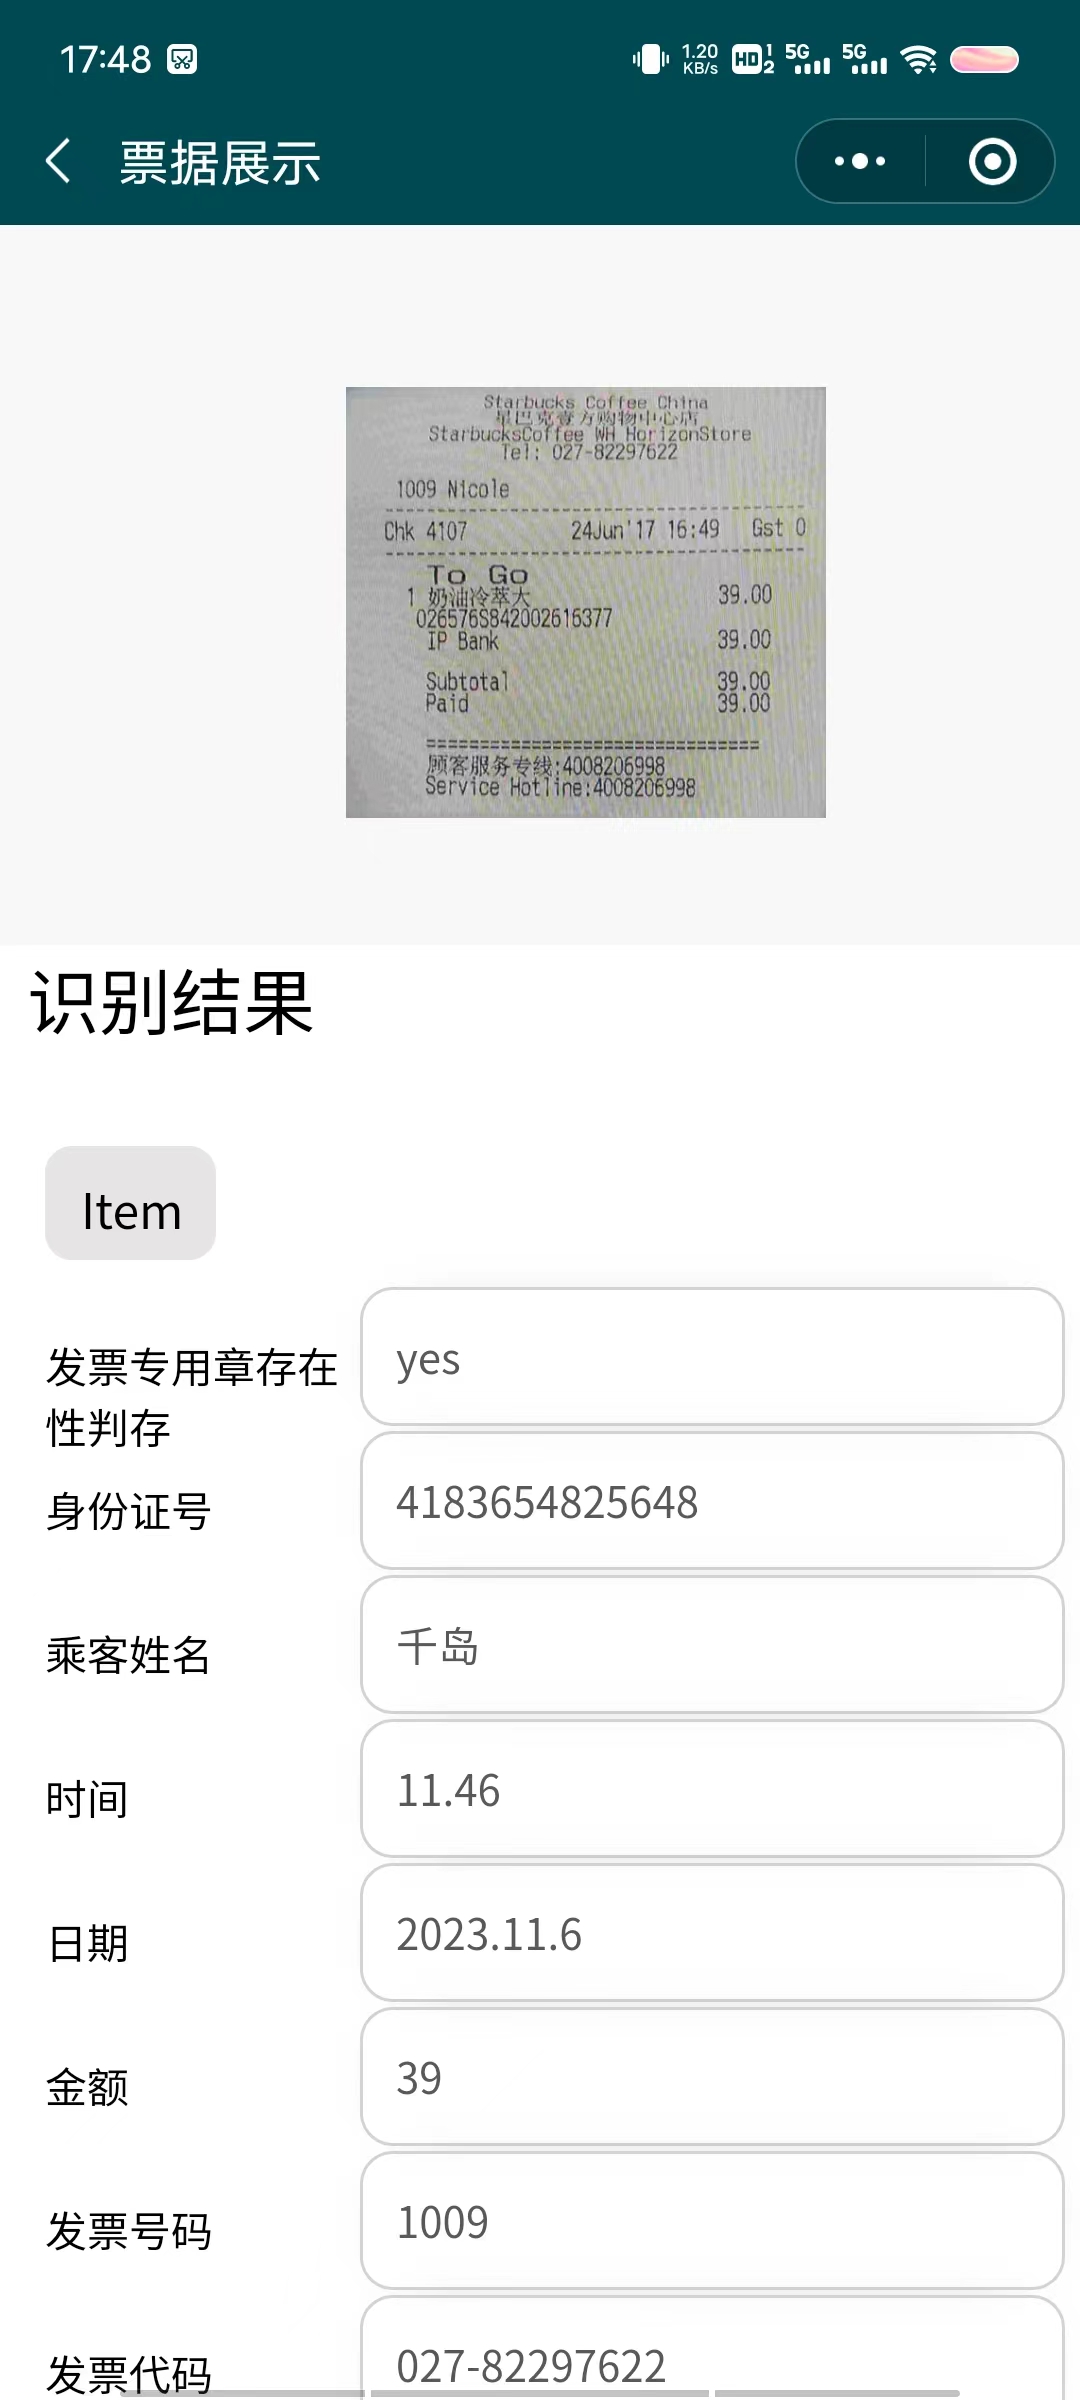 17:48
1.20
KB/s
HD 1 2
5G
5G
票据展示
Starbucks Coffee China
星巴克壹方购物中心店
StarbucksCoffee WH HorizonStore
Tel: 027-82297622
1009 Nicole
Chk 4107 24Jun'17 16:49 Gst 0
To Go
1 奶油冷萃大 39.00
026576S842002616377
IP Bank 39.00
Subtotal 39.00
Paid 39.00
===============================
顾客服务专线:4008206998
Service Hotline:4008206998
识别结果
Item
发票专用章存在性判存 yes
身份证号 4183654825648
乘客姓名 千岛
时间 11.46
日期 2023.11.6
金额 39
发票号码 1009
发票代码 027-82297622